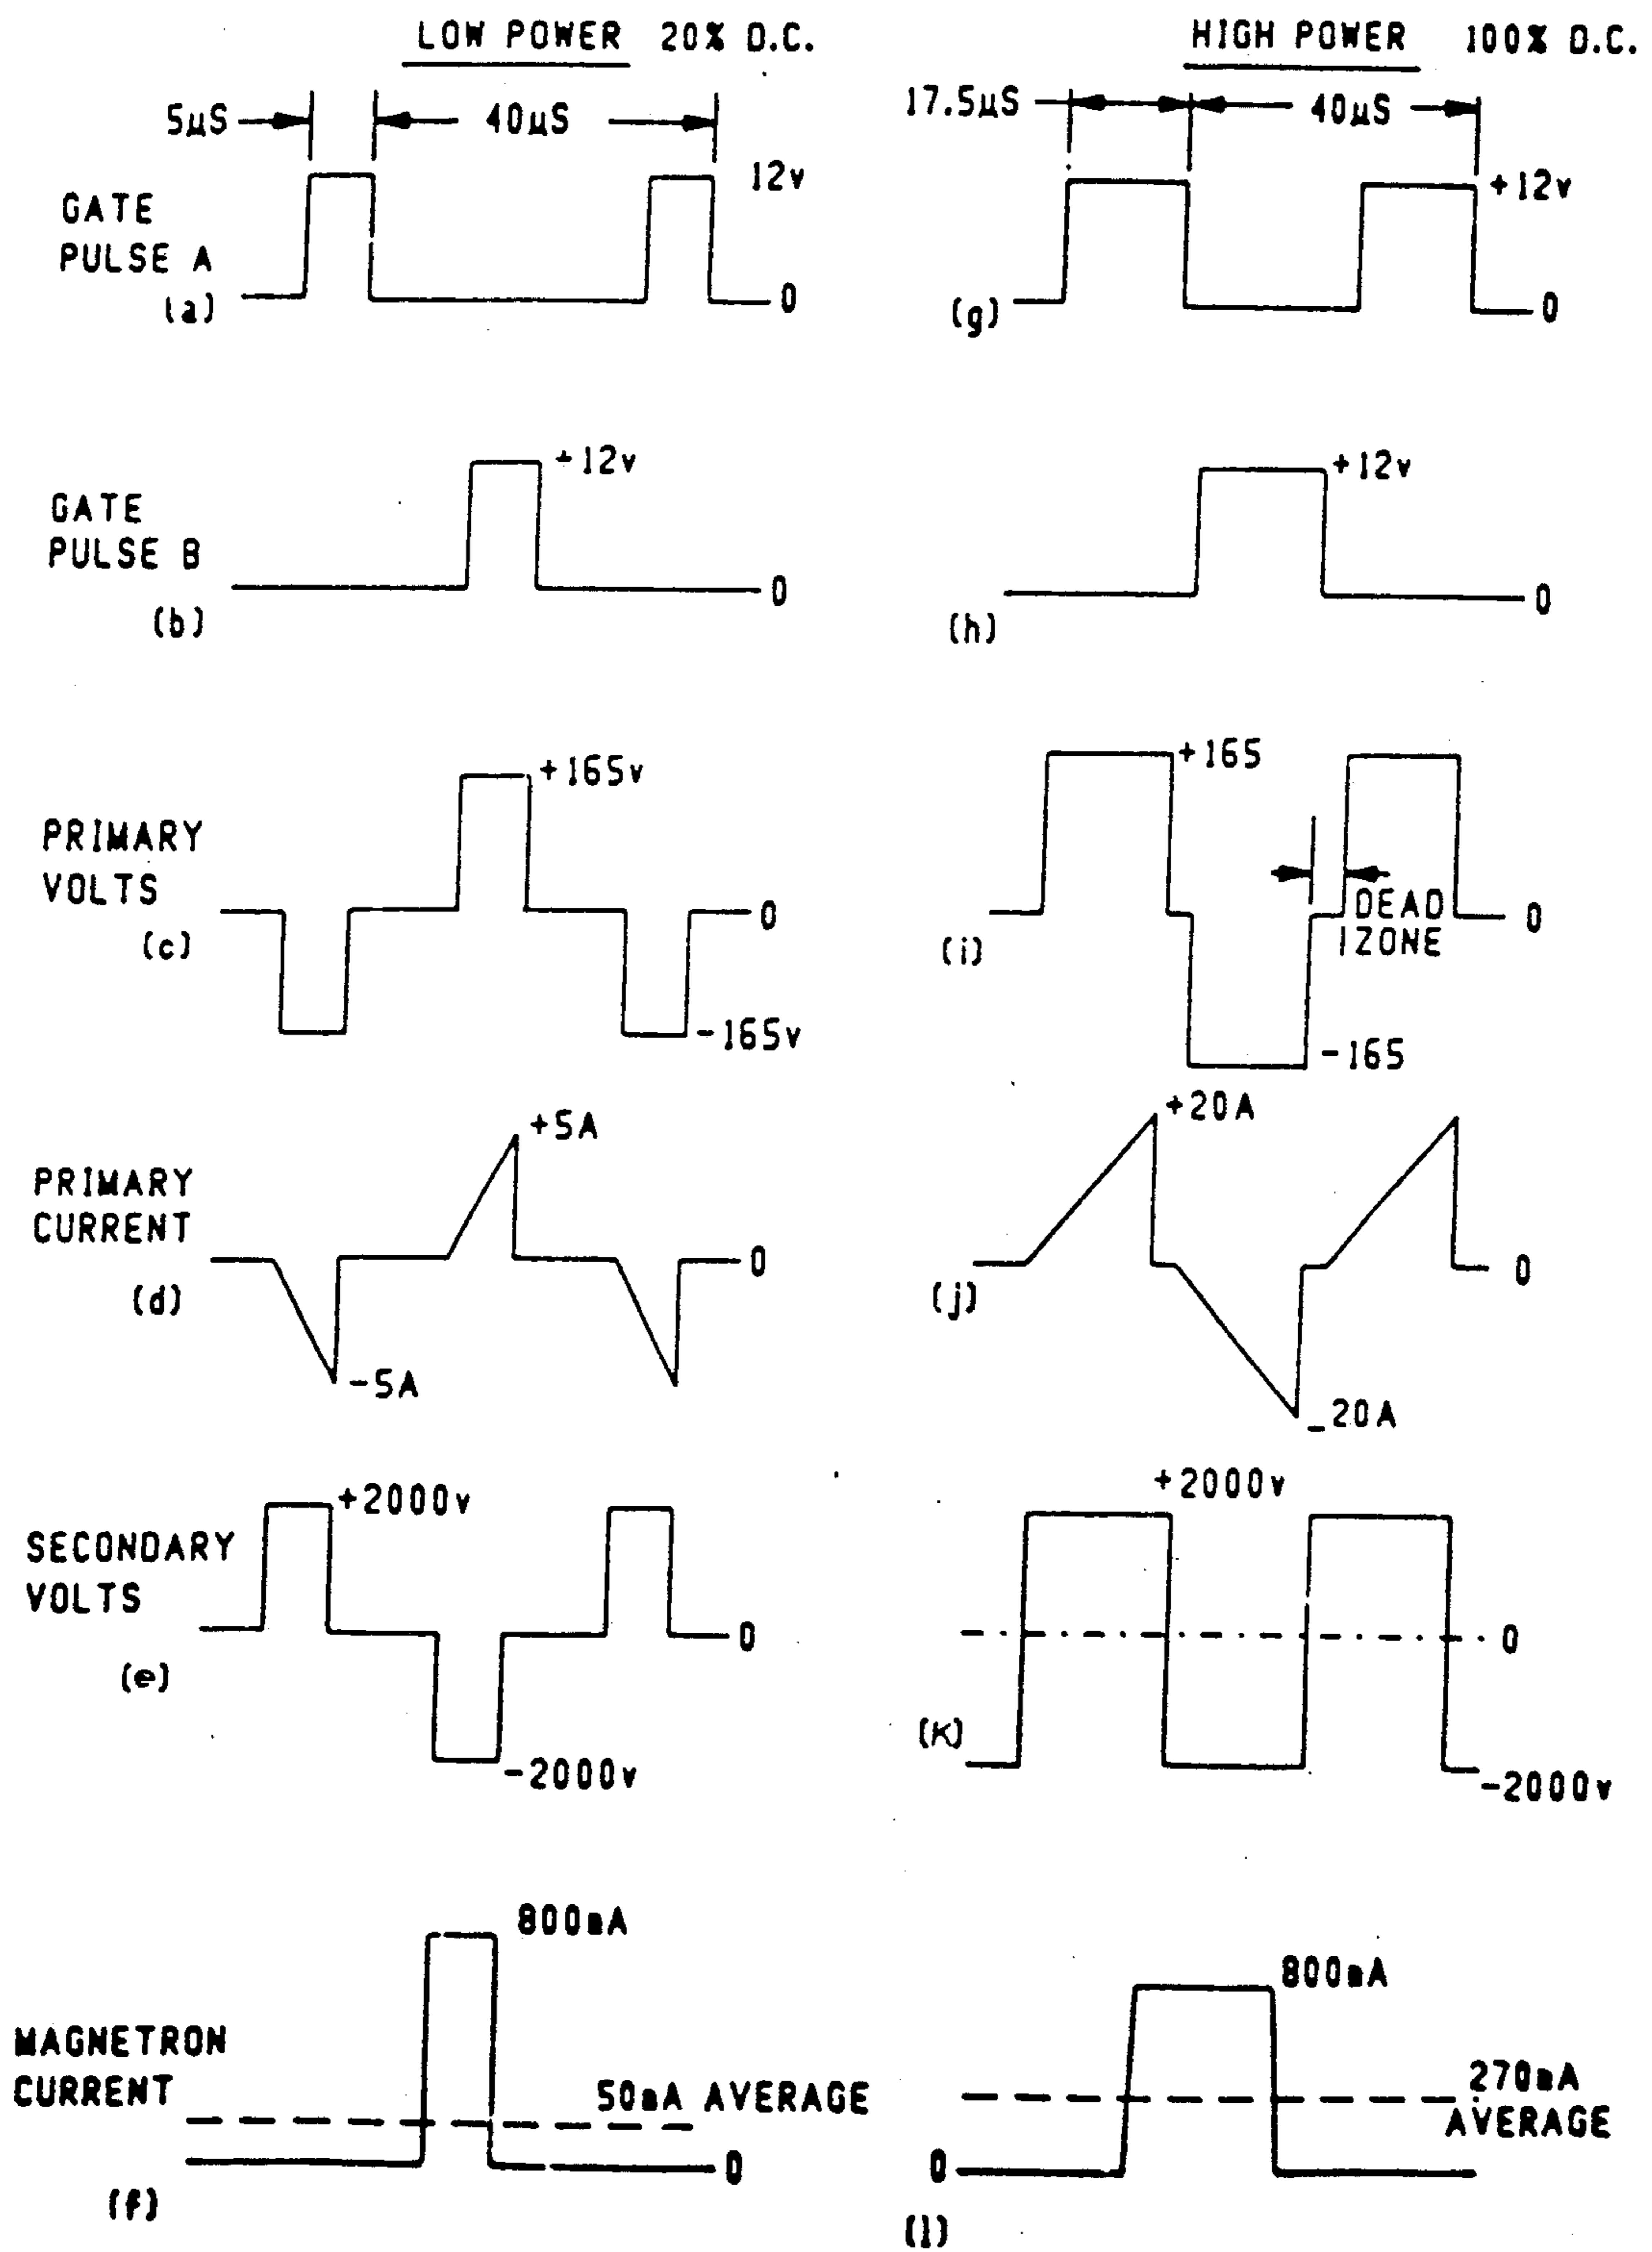 LOW POWER 20% D.C.
5µS 40µS
12v
GATE
PULSE A
(a)
0
+12v
GATE
PULSE B
0
(b)
+165v
PRIMARY
VOLTS
0
(c)
-165v
+5A
PRIMARY
CURRENT
0
(d)
-5A
+2000v
SECONDARY
VOLTS
0
(e)
-2000v
800mA
MAGNETRON
CURRENT
50mA AVERAGE
0
(f)
HIGH POWER 100% D.C.
17.5µS 40µS
+12v
(g)
0
+12v
0
(h)
+165
DEAD
ZONE
0
(i)
-165
+20A
0
(j)
-20A
+2000v
0
(K)
-2000v
800mA
270mA
AVERAGE
0
(l)